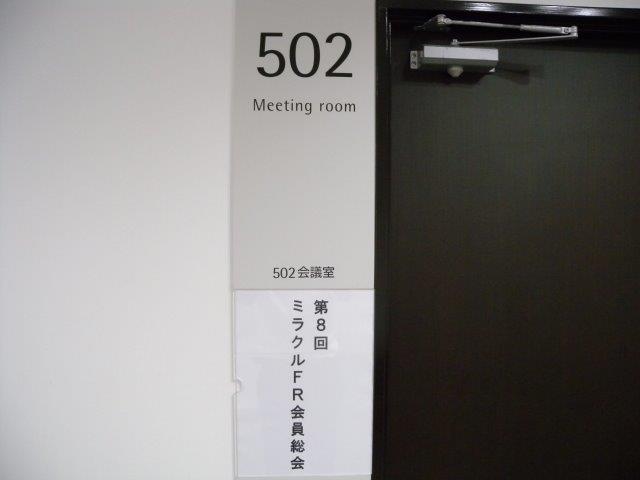 502
Meeting room
502会議室
第8回
ミラクルFR会員総会